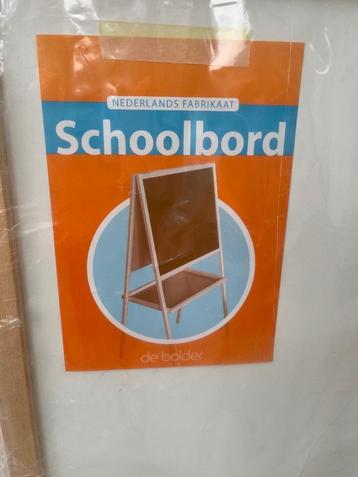 NEDERLANDS FABRIKAAT
Schoolbord
de bolder